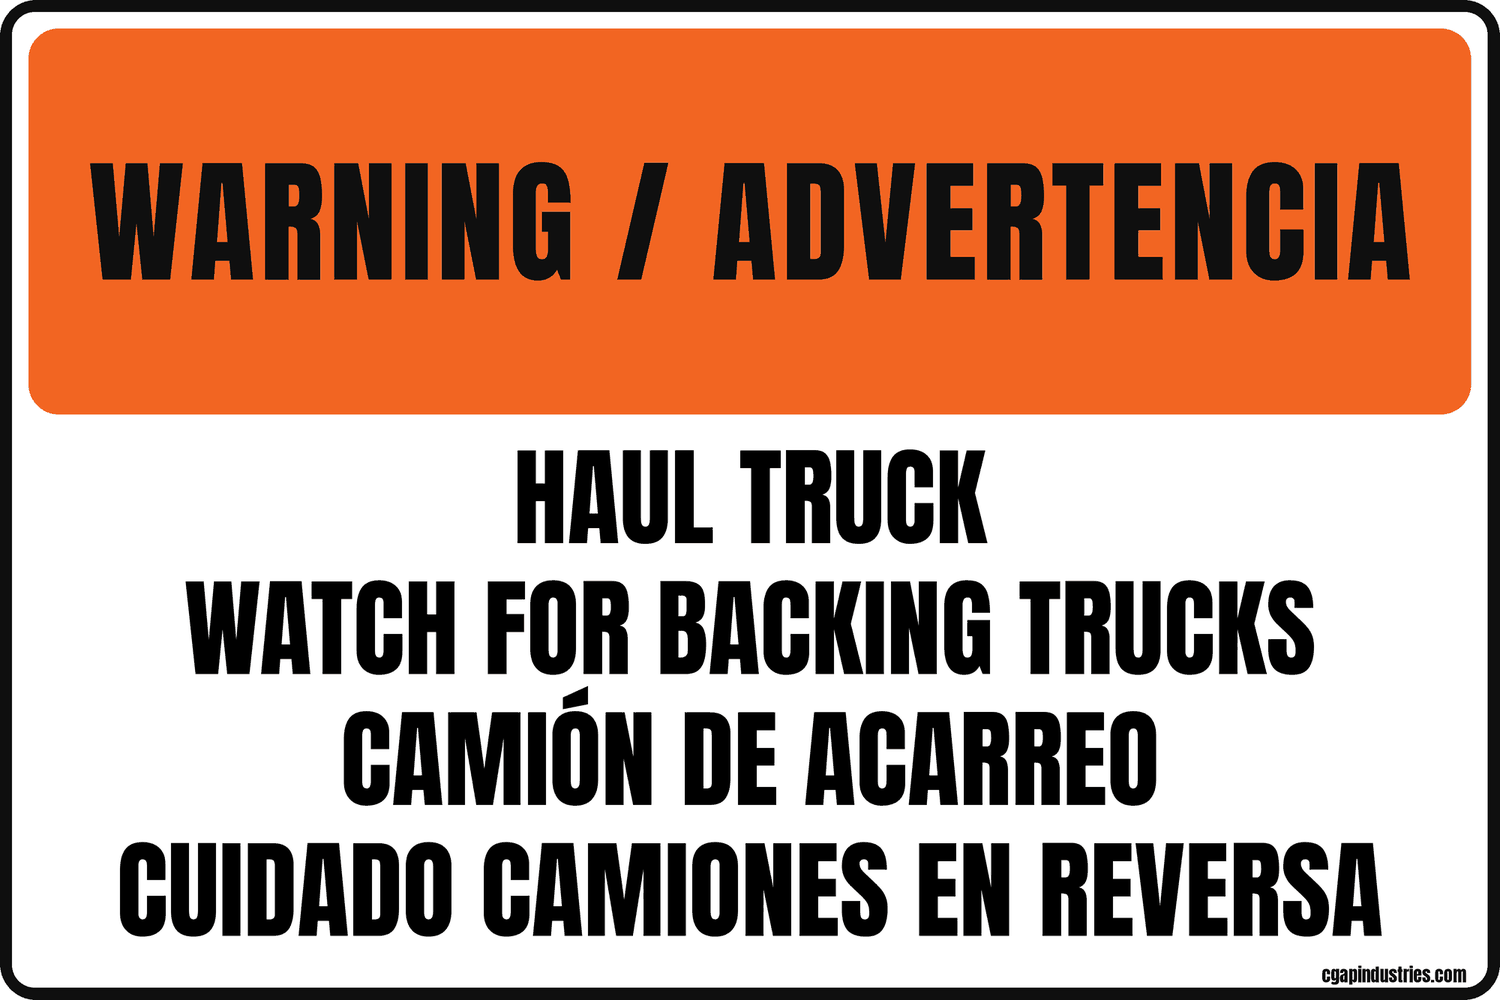 WARNING / ADVERTENCIA
HAUL TRUCK
WATCH FOR BACKING TRUCKS
CAMIÓN DE ACARREO
CUIDADO CAMIONES EN REVERSA
cgapindustries.com